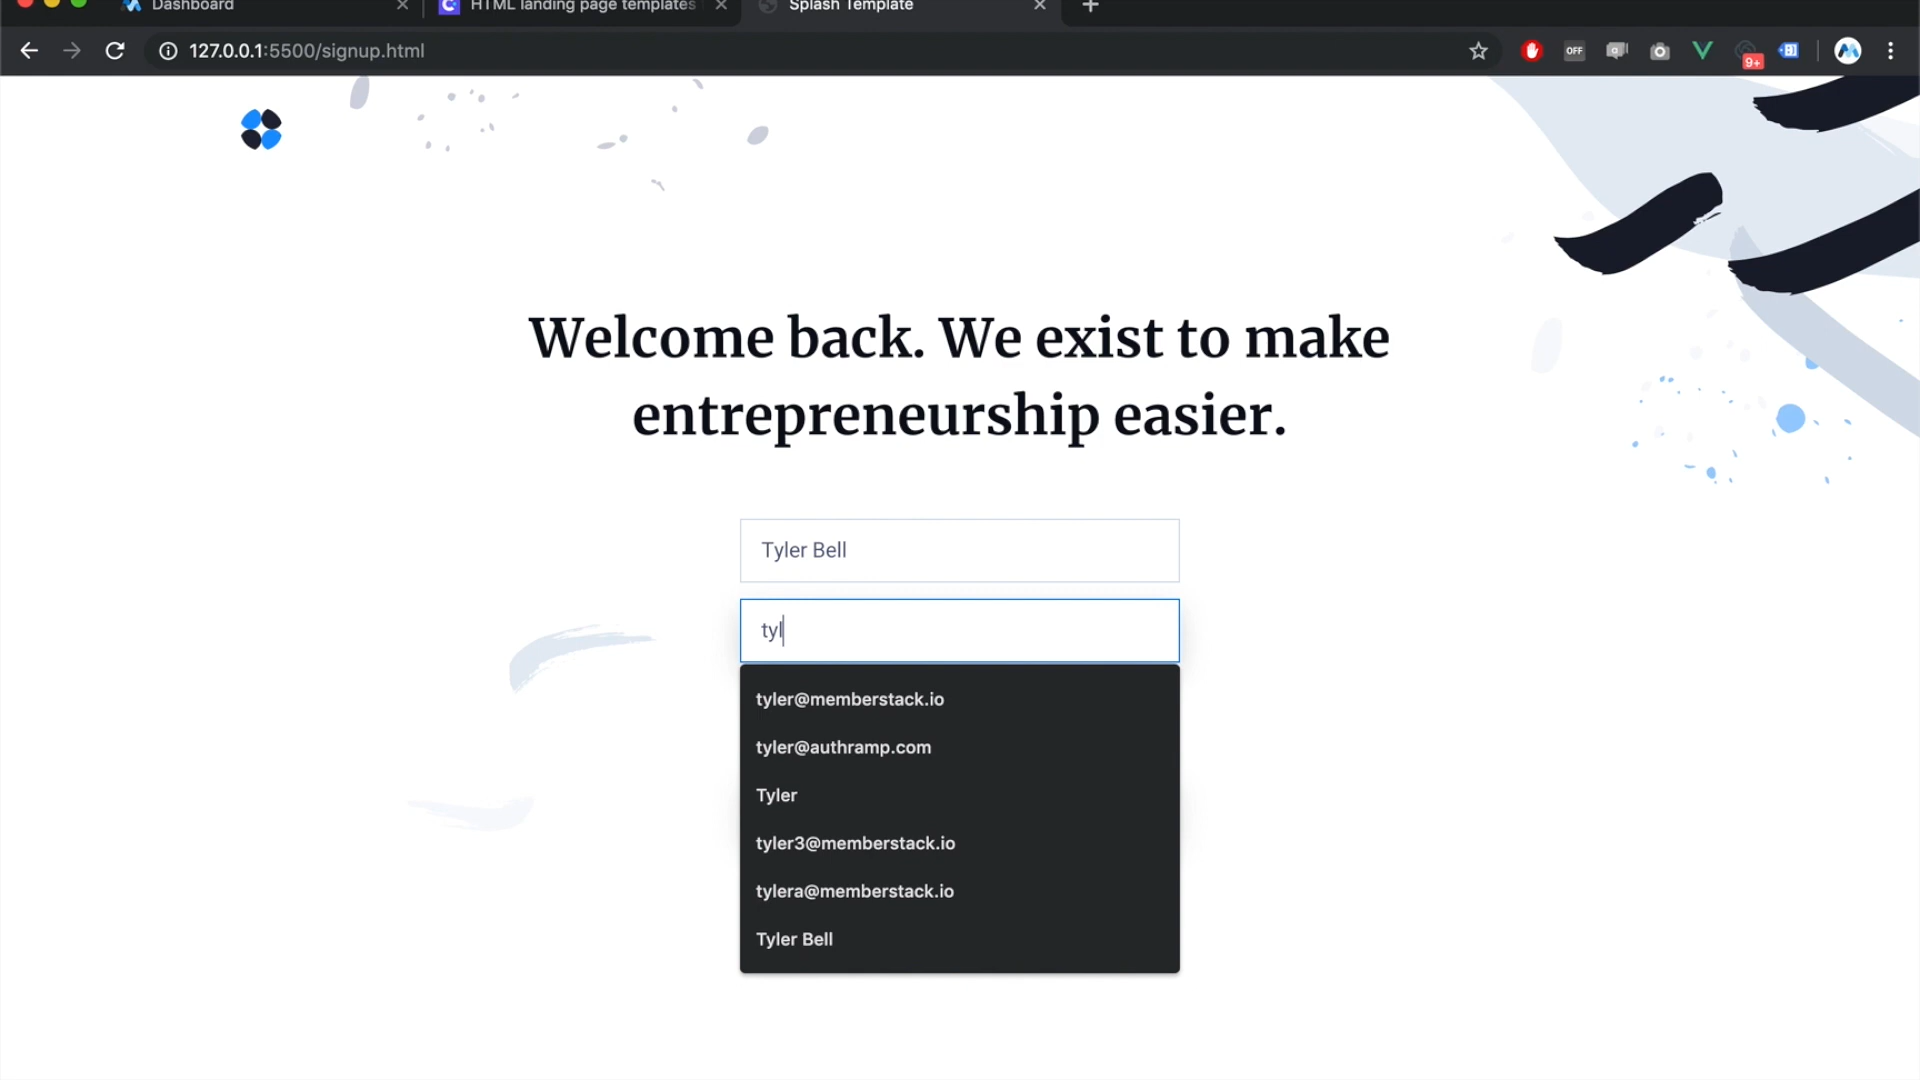 Dashboard
HTML landing page templates
Splash Template
127.0.0.1:5500/signup.html
OFF
9+
Welcome back. We exist to make
entrepreneurship easier.
Tyler Bell
tyl
tyler@memberstack.io
tyler@authramp.com
Tyler
tyler3@memberstack.io
tylera@memberstack.io
Tyler Bell